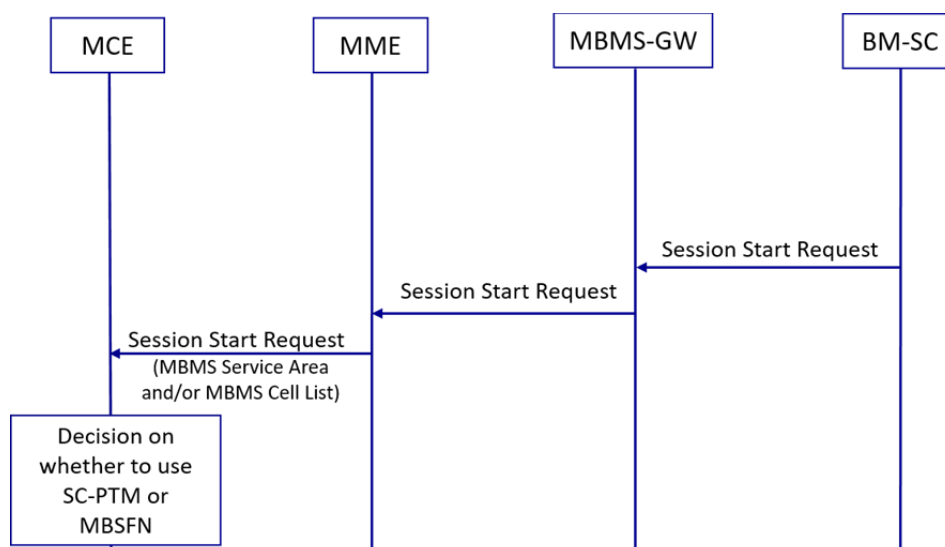 MCE
MME
MBMS-GW
BM-SC
Session Start Request
Session Start Request
Session Start Request
(MBMS Service Area
and/or MBMS Cell List)
Decision on
whether to use
SC-PTM or
MBSFN